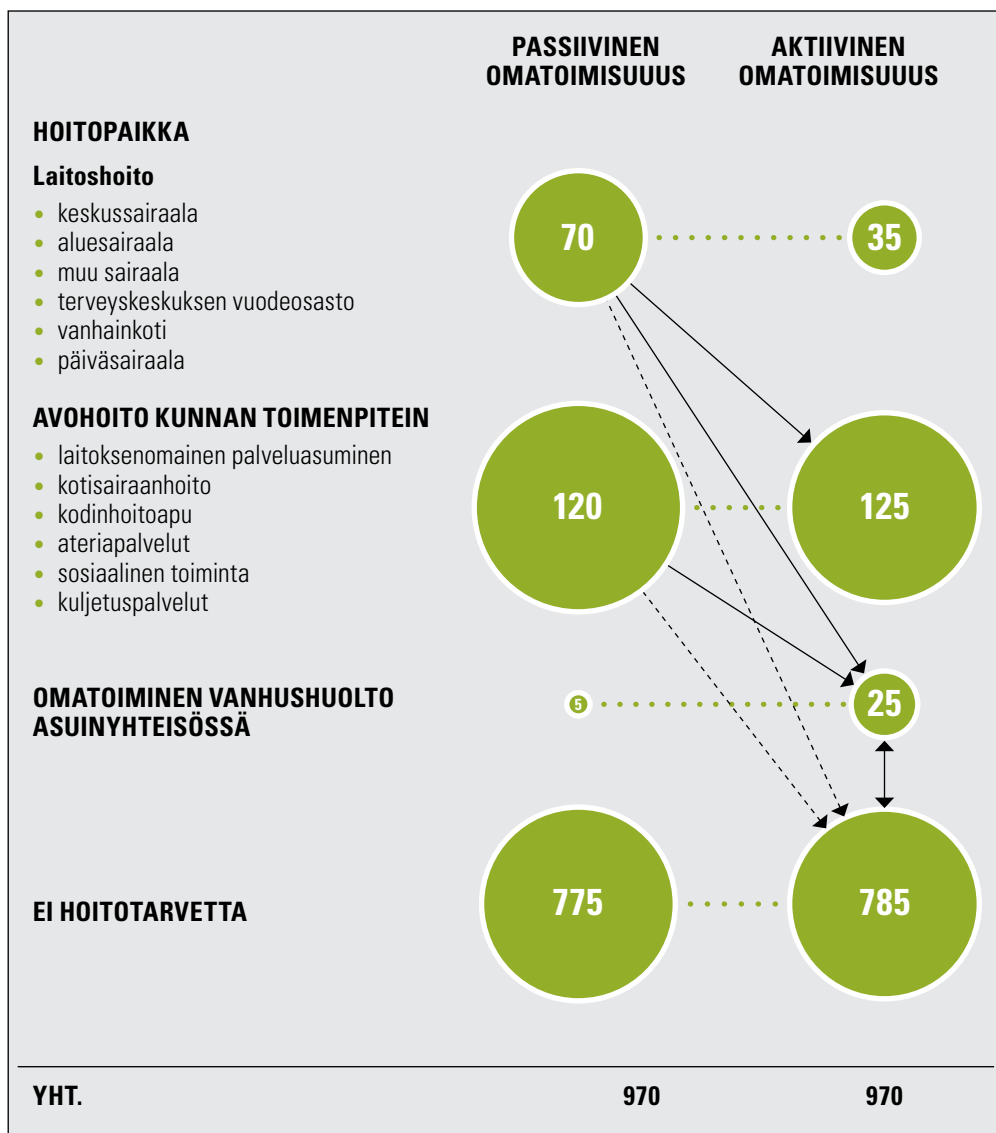 PASSIIVINEN OMATOIMISUUUS
AKTIIVINEN OMATOIMISUUUS
HOITOPAIKKA
Laitoshoito
• keskussairaala
• aluesairaala
• muu sairaala
• terveyskeskuksen vuodeosasto
• vanhainkoti
• päiväsairaala
70
35
AVOHOITO KUNNAN TOIMENPITEIN
• laitoksenomainen palveluasuminen
• kotisairaanhoito
• kodinhoitoapu
• ateriapalvelut
• sosiaalinen toiminta
• kuljetuspalvelut
120
125
OMATOIMINEN VANHUSHUOLTO
ASUINYHTEISÖSSÄ
5
25
EI HOITOTARVETTA
775
785
YHT.
970
970